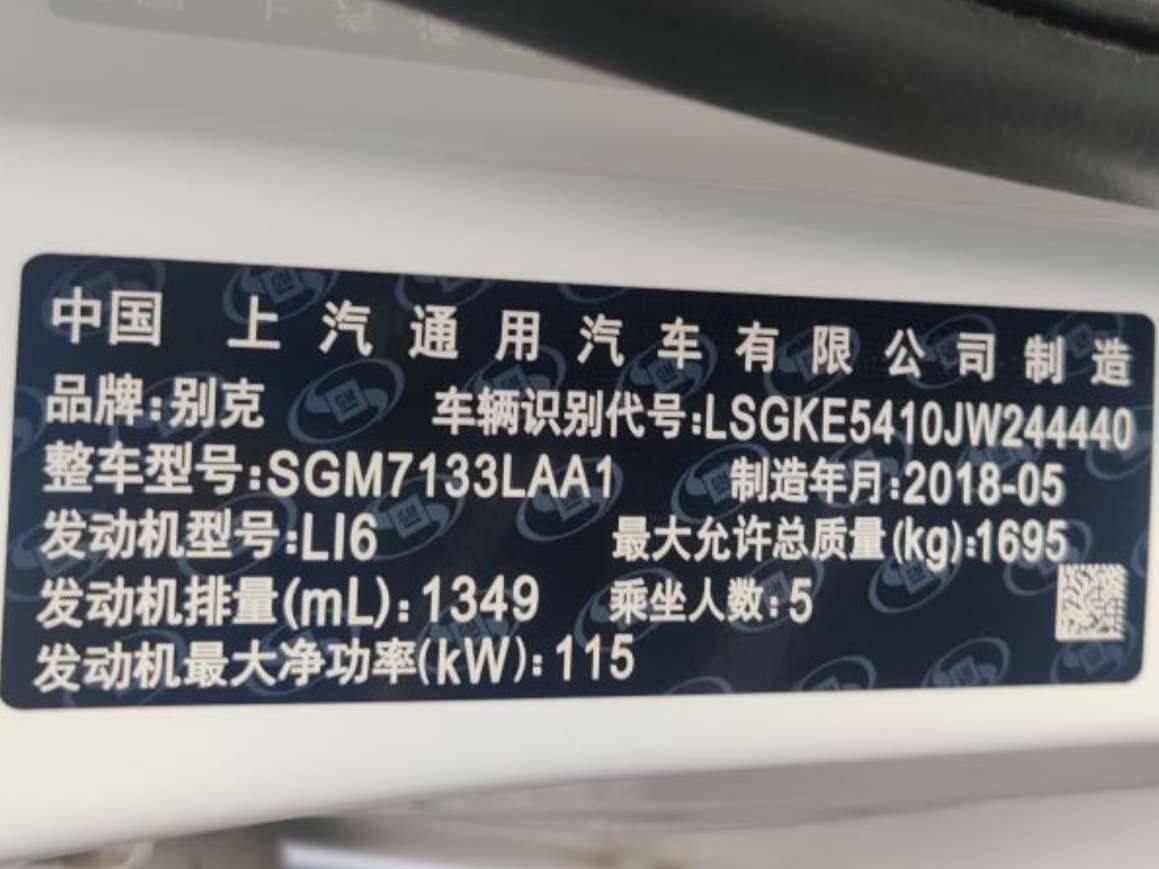 中国 上汽通用汽车有限公司制造
品牌:别克 车辆识别代号:LSGKE5410JW244440
整车型号:SGM7133LAA1 制造年月:2018-05
发动机型号:LI6 最大允许总质量(kg):1695
发动机排量(mL):1349 乘坐人数:5
发动机最大净功率(kW):115